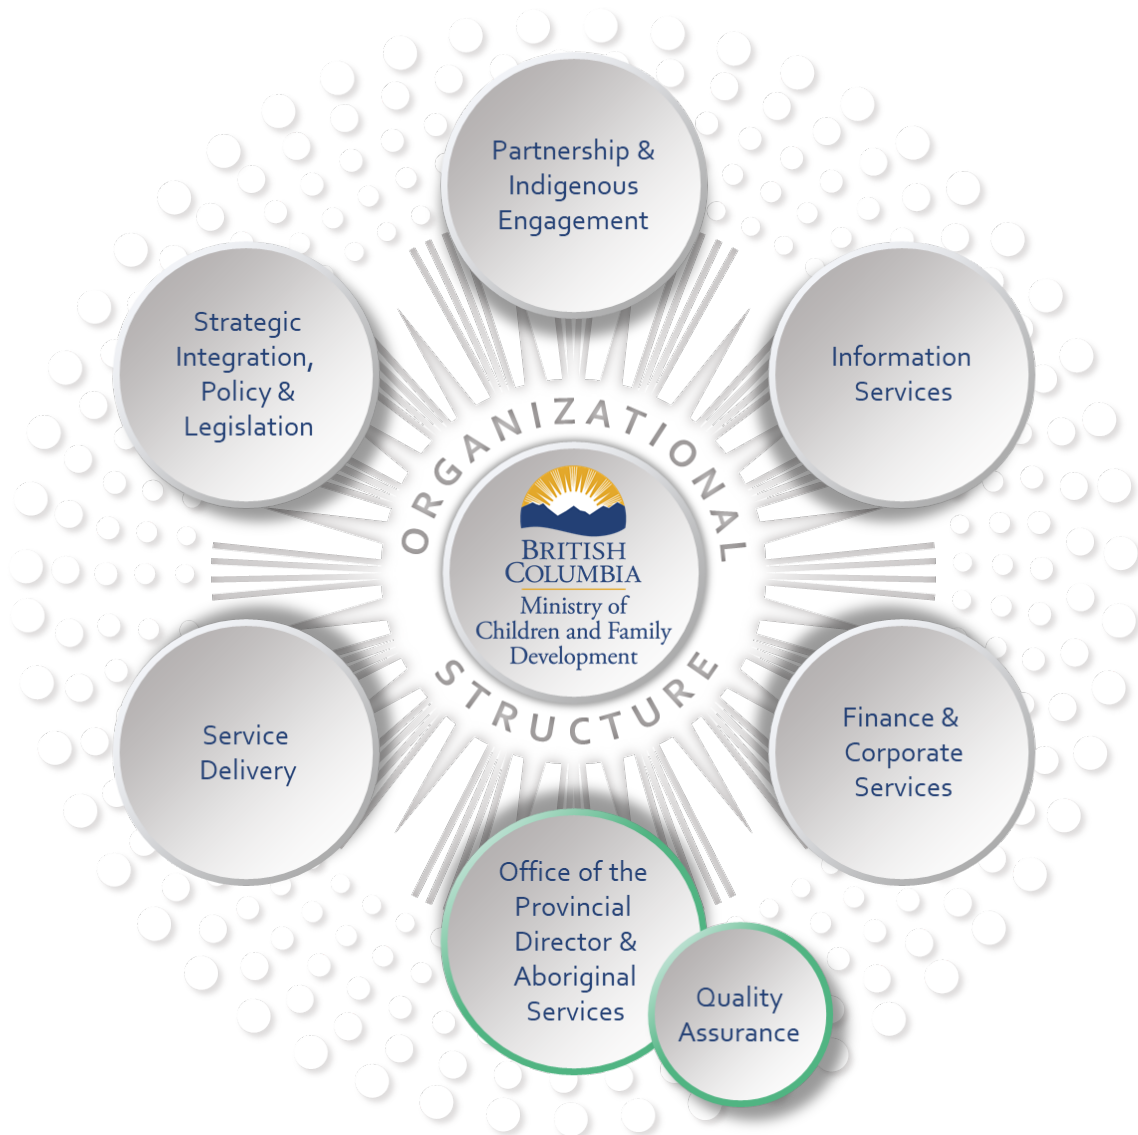 Partnership &
Indigenous
Engagement
Strategic
Integration,
Policy &
Legislation
Information
Services
ORGANIZATIONAL
BRITISH
COLUMBIA
Ministry of
Children and Family
Development
STRUCTURE
Service
Delivery
Finance &
Corporate
Services
Office of the
Provincial
Director &
Aboriginal
Services
Quality
Assurance